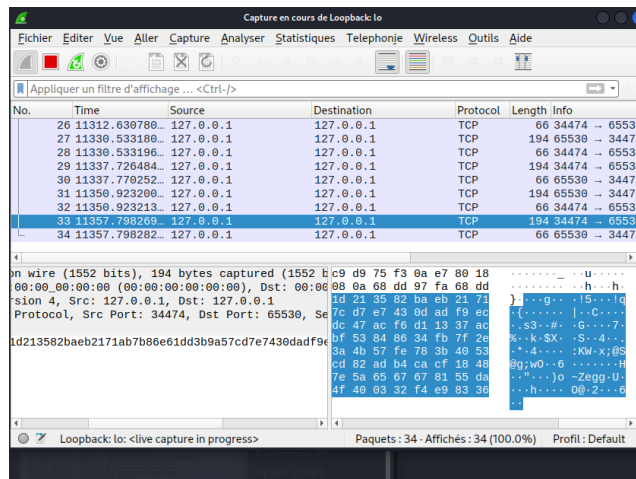 Capture en cours de Loopback: lo
Fichier Editer Vue Aller Capture Analyser Statistiques Telephonie Wireless Outils Aide
Appliquer un filtre d'affichage … <Ctrl-/>
No. Time Source Destination Protocol Length Info
26 11312.630780… 127.0.0.1 127.0.0.1 TCP 66 34474 → 6553
27 11330.533180… 127.0.0.1 127.0.0.1 TCP 194 65530 → 3447
28 11330.533196… 127.0.0.1 127.0.0.1 TCP 66 34474 → 6553
29 11337.726484… 127.0.0.1 127.0.0.1 TCP 194 34474 → 6553
30 11337.770252… 127.0.0.1 127.0.0.1 TCP 66 65530 → 3447
31 11350.923200… 127.0.0.1 127.0.0.1 TCP 194 65530 → 3447
32 11350.923213… 127.0.0.1 127.0.0.1 TCP 66 34474 → 6553
33 11357.798269… 127.0.0.1 127.0.0.1 TCP 194 34474 → 6553
34 11357.798282… 127.0.0.1 127.0.0.1 TCP 66 65530 → 3447
on wire (1552 bits), 194 bytes captured (1552 b
:00:00_00:00:00 (00:00:00:00:00:00), Dst: 00:00
rsion 4, Src: 127.0.0.1, Dst: 127.0.0.1
Protocol, Src Port: 34474, Dst Port: 65530, Se
1d213582baeb2171ab7b86e61dd3b9a57cd7e7430dadf9e
c9 d9 75 f3 0a e7 80 18
08 0a 68 dd 97 fa 68 dd
1d 21 35 82 ba eb 21 71
7c d7 e7 43 0d ad f9 ec
dc 47 ac f6 d1 13 37 ac
bf 53 84 86 34 fb 7f 2e
3a 4b 57 fe 78 3b 40 53
cd 82 ad b4 ca cf 18 48
7e 5a 65 67 67 81 55 da
4f 40 03 32 f4 e9 83 36
Loopback: lo: <live capture in progress> Paquets : 34 · Affichés : 34 (100.0%) Profil : Default